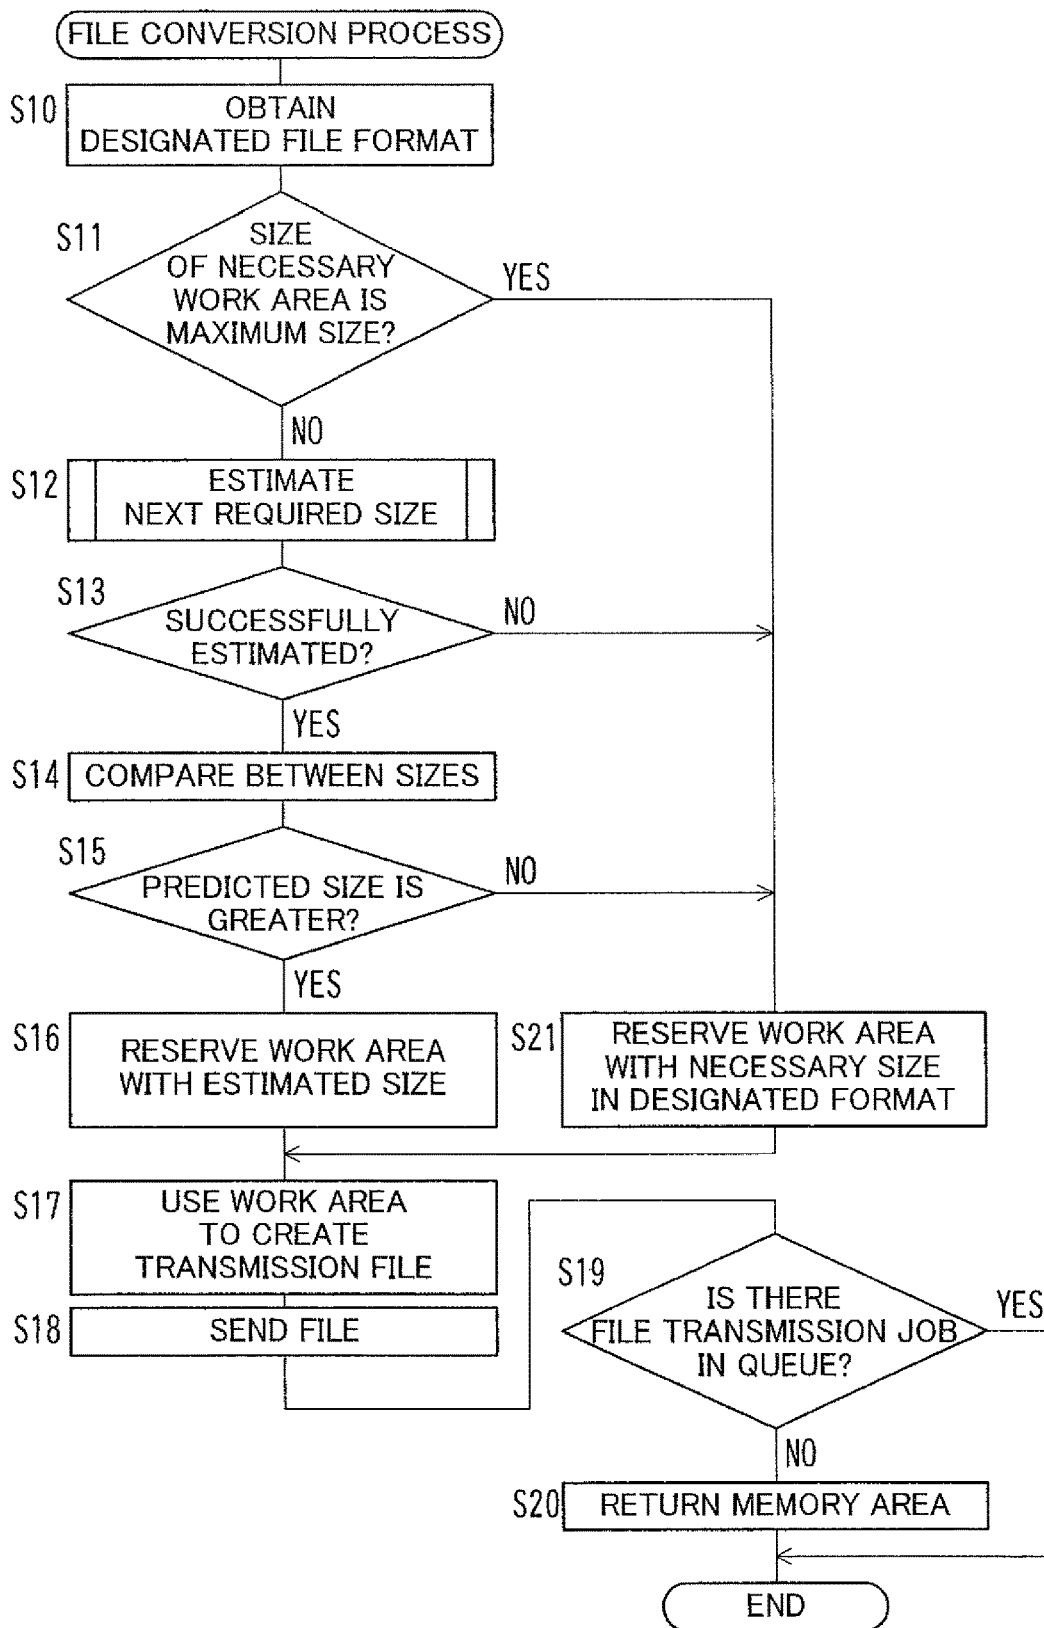 FILE CONVERSION PROCESS
S10
OBTAIN
DESIGNATED FILE FORMAT
S11
SIZE
OF NECESSARY
WORK AREA IS
MAXIMUM SIZE?
YES
NO
S12
ESTIMATE
NEXT REQUIRED SIZE
S13
SUCCESSFULLY
ESTIMATED?
NO
YES
S14
COMPARE BETWEEN SIZES
S15
PREDICTED SIZE IS
GREATER?
NO
YES
S16
RESERVE WORK AREA
WITH ESTIMATED SIZE
S21
RESERVE WORK AREA
WITH NECESSARY SIZE
IN DESIGNATED FORMAT
S17
USE WORK AREA
TO CREATE
TRANSMISSION FILE
S18
SEND FILE
S19
IS THERE
FILE TRANSMISSION JOB
IN QUEUE?
YES
NO
S20
RETURN MEMORY AREA
END